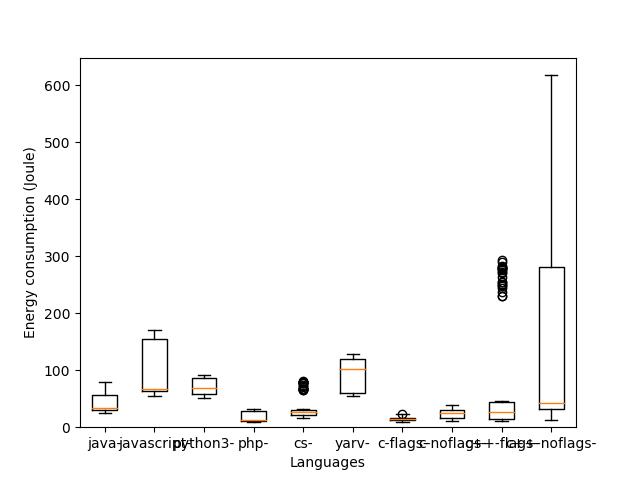 600
500
400
300
200
100
0
Energy consumption (Joule)
java- javascript- python3- php- cs- yarv- c-flags- c-noflags- c++-flags- c++-noflags-
Languages